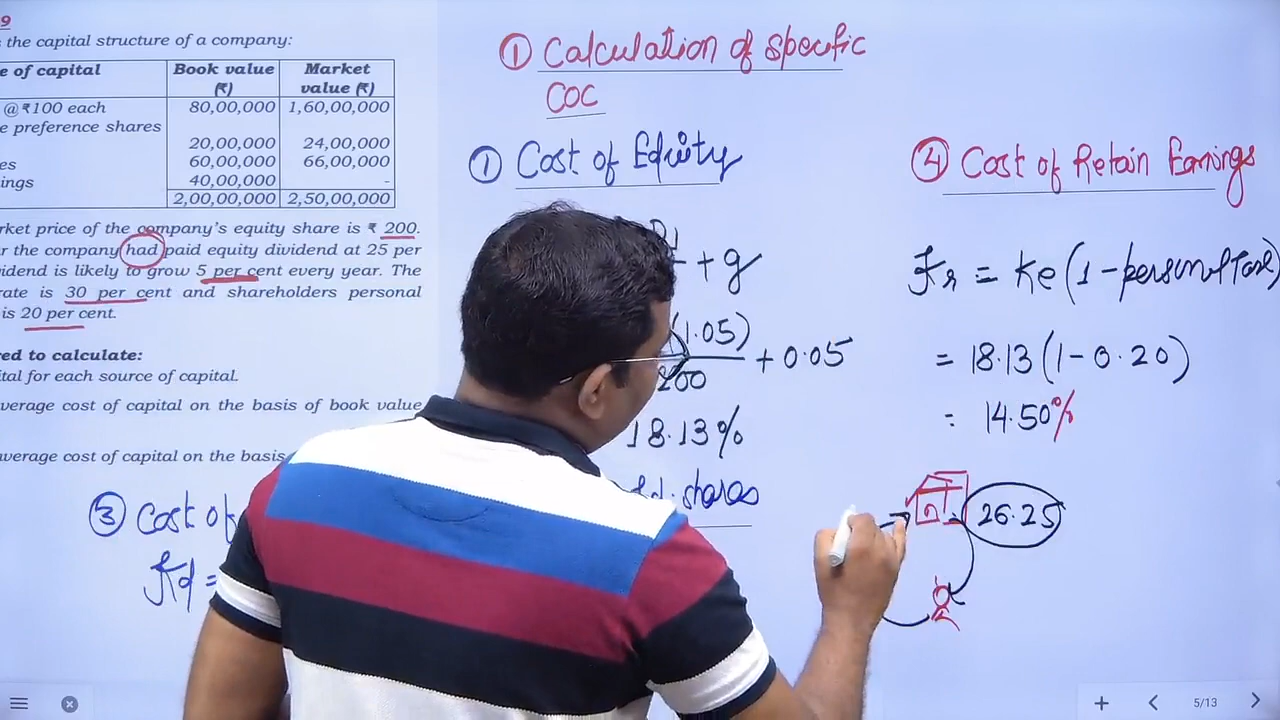 9
the capital structure of a company:
e of capital
Book value (₹)
Market value (₹)
@ ₹100 each
80,00,000
1,60,00,000
e preference shares
20,00,000
24,00,000
es
60,00,000
66,00,000
ings
40,00,000
-
2,00,00,000
2,50,00,000
rket price of the company's equity share is ₹ 200.
r the company had paid equity dividend at 25 per
idend is likely to grow 5 per cent every year. The
rate is 30 per cent and shareholders personal
is 20 per cent.
ed to calculate:
ital for each source of capital.
verage cost of capital on the basis of book value
verage cost of capital on the basis
③ Cost of
Kd =
① Calculation of Specific
COC
① Cost of Equity
+ g
(1.05)
+ 0.05
200
18.13%
shares
④ Cost of Retain Earnings
Kr = Ke (1-personal Tax)
= 18.13 (1-0.20)
: 14.50%
26.25
5/13